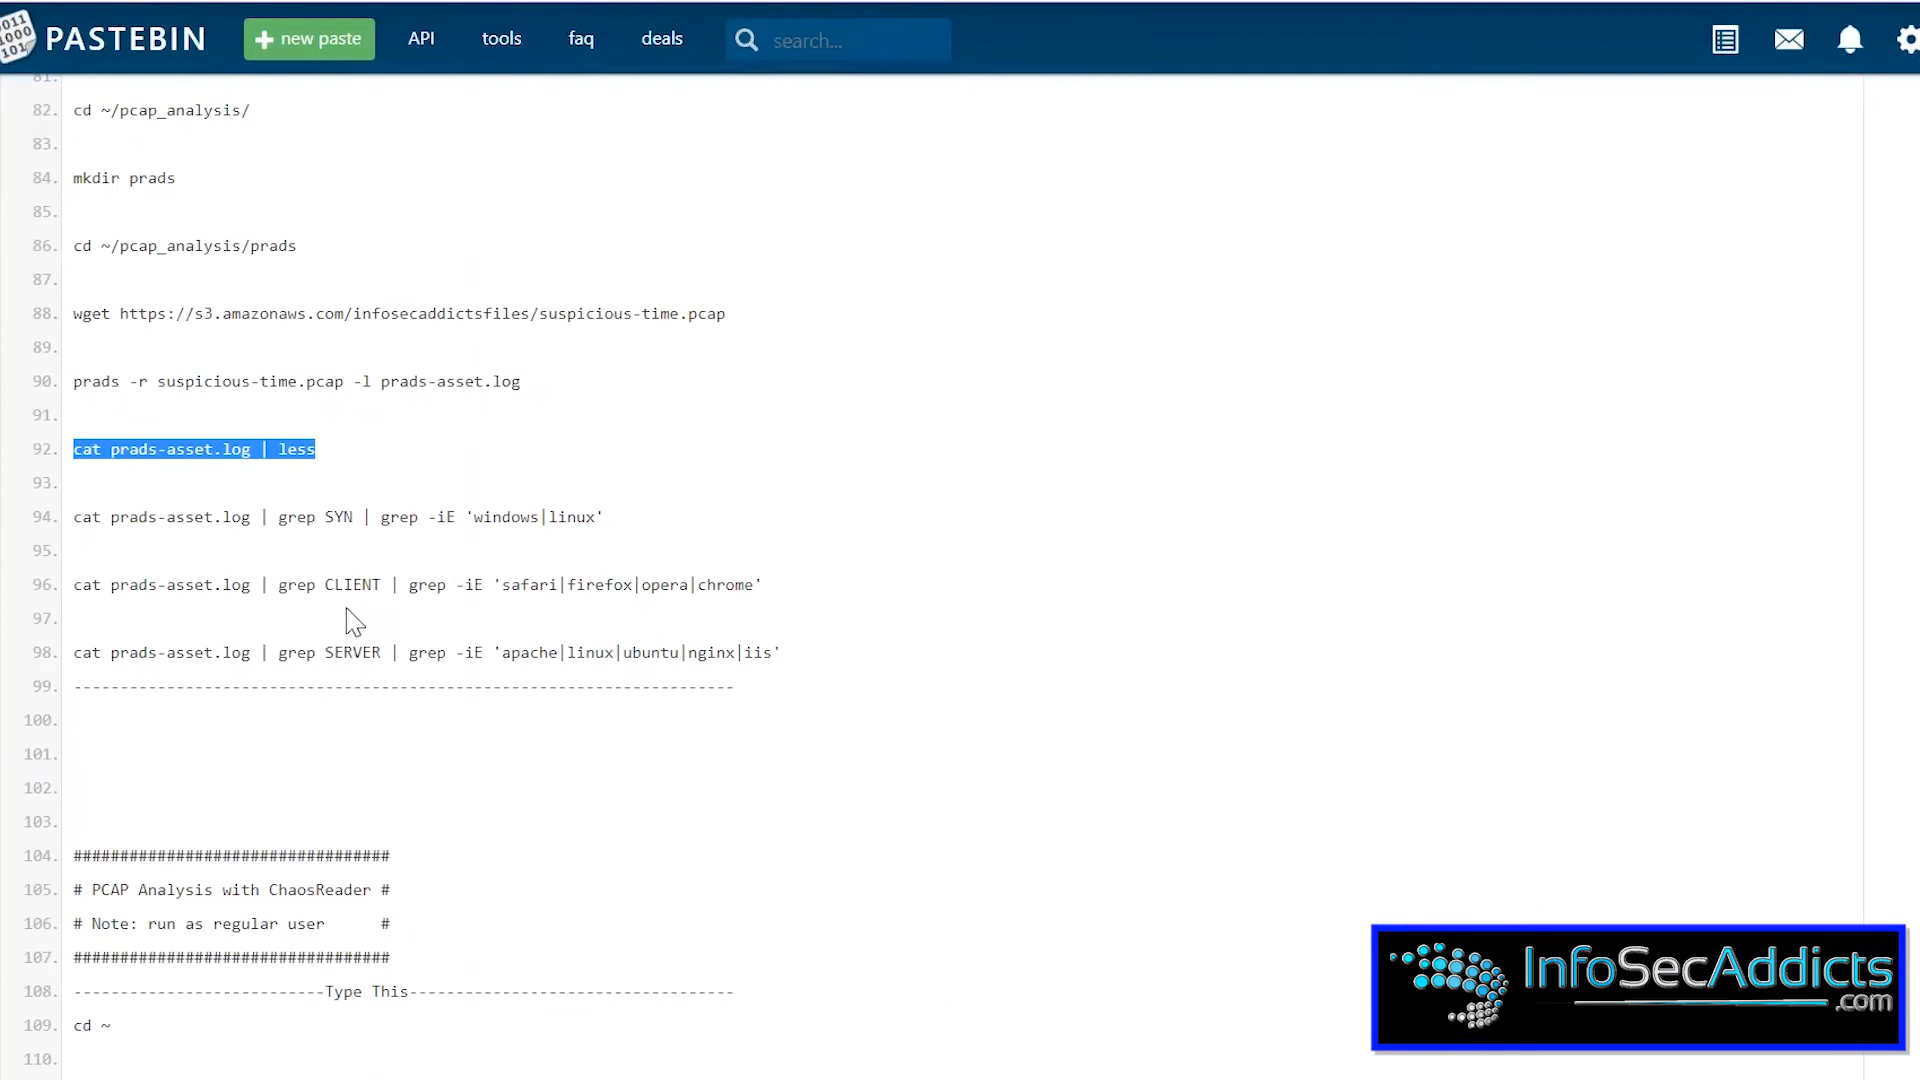 0011
1000
101
PASTEBIN
new paste
API
tools
faq
deals
search...
81.
82. cd ~/pcap_analysis/
83.
84. mkdir prads
85.
86. cd ~/pcap_analysis/prads
87.
88. wget https://s3.amazonaws.com/infosecaddictsfiles/suspicious-time.pcap
89.
90. prads -r suspicious-time.pcap -l prads-asset.log
91.
92. cat prads-asset.log | less
93.
94. cat prads-asset.log | grep SYN | grep -iE 'windows|linux'
95.
96. cat prads-asset.log | grep CLIENT | grep -iE 'safari|firefox|opera|chrome'
97.
98. cat prads-asset.log | grep SERVER | grep -iE 'apache|linux|ubuntu|nginx|iis'
99. -----------------------------------------------------------------------
100.
101.
102.
103.
104. ##################################
105. # PCAP Analysis with ChaosReader #
106. # Note: run as regular user      #
107. ##################################
108. ---------------------------Type This-----------------------------------
109. cd ~
110.
InfoSecAddicts
.com